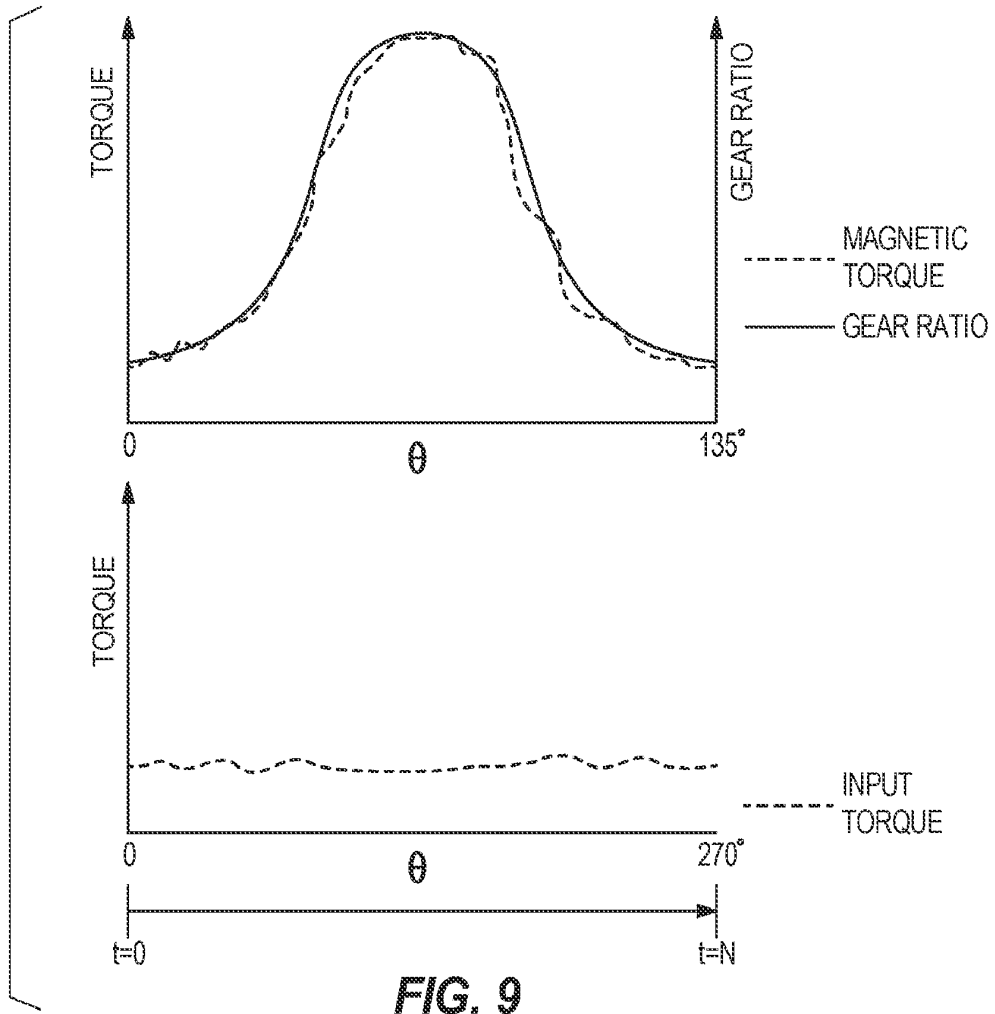 TORQUE
GEAR RATIO
MAGNETIC
TORQUE
GEAR RATIO
0
θ
135°
TORQUE
INPUT
TORQUE
0
θ
270°
t=0
t=N
FIG. 9